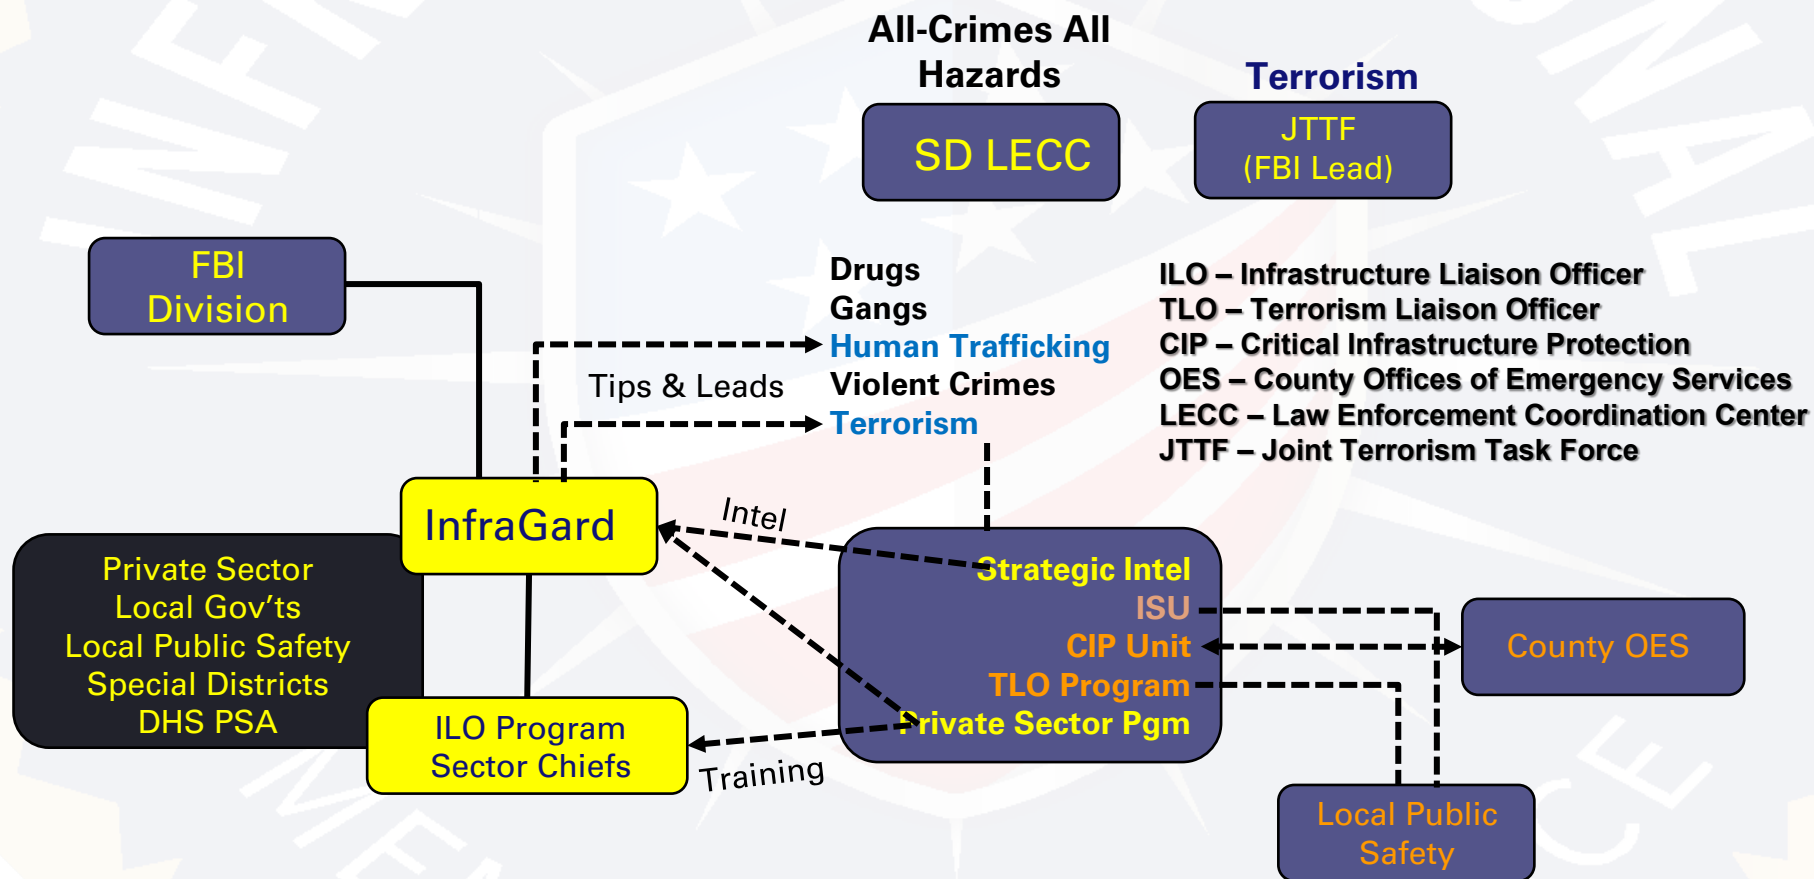 All-Crimes All
Hazards
Terrorism
SD LECC
JTTF
(FBI Lead)
FBI
Division
Drugs
Gangs
Human Trafficking
Violent Crimes
Terrorism
Tips & Leads
ILO – Infrastructure Liaison Officer
TLO – Terrorism Liaison Officer
CIP – Critical Infrastructure Protection
OES – County Offices of Emergency Services
LECC – Law Enforcement Coordination Center
JTTF – Joint Terrorism Task Force
InfraGard
Intel
Private Sector
Local Gov’ts
Local Public Safety
Special Districts
DHS PSA
ILO Program
Sector Chiefs
Training
Strategic Intel
ISU
CIP Unit
TLO Program
Private Sector Pgm
County OES
Local Public
Safety